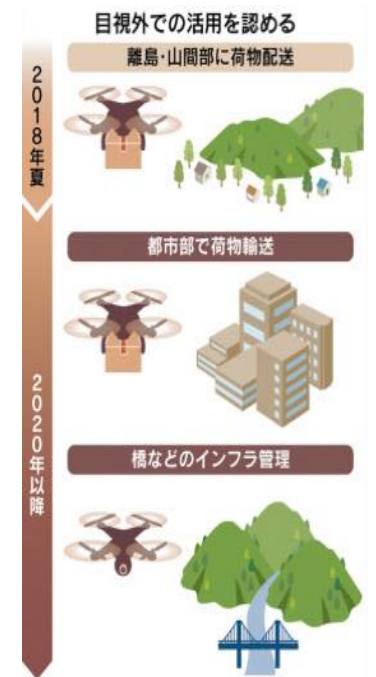 目視外での活用を認める
離島・山間部に荷物配送
2018年夏
都市部で荷物輸送
2020年以降
橋などのインフラ管理